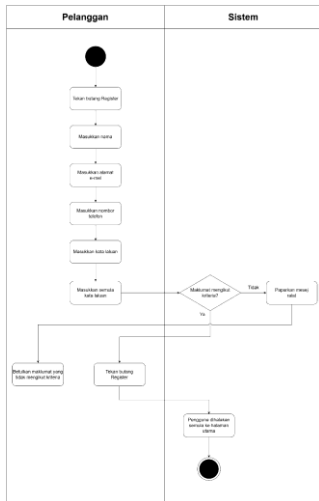 Pelanggan
Sistem
Tekan butang Register
Masukkan nama
Masukkan alamat
e-mail
Masukkan nombor
telefon
Masukkan kata laluan
Masukkan semula
kata laluan
Maklumat mengikut
kriteria?
Tidak
Paparkan mesej
ralat
Ya
Betulkan maklumat yang
tidak mengikut kriteria
Tekan butang
Register
Pengguna dihalakan
semula ke halaman
utama